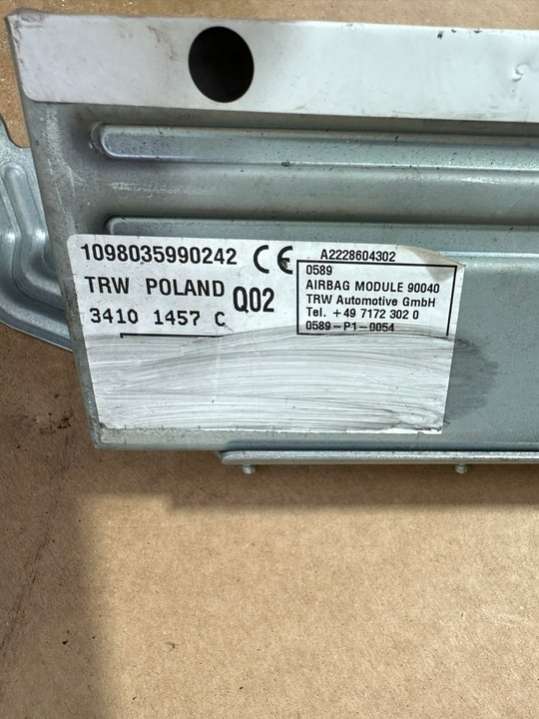 1098035990242 CE A2228604302
TRW POLAND Q02
3410 1457 C
0589
AIRBAG MODULE 90040
TRW Automotive GmbH
Tel. +49 7172 302 0
0589-P1-0054